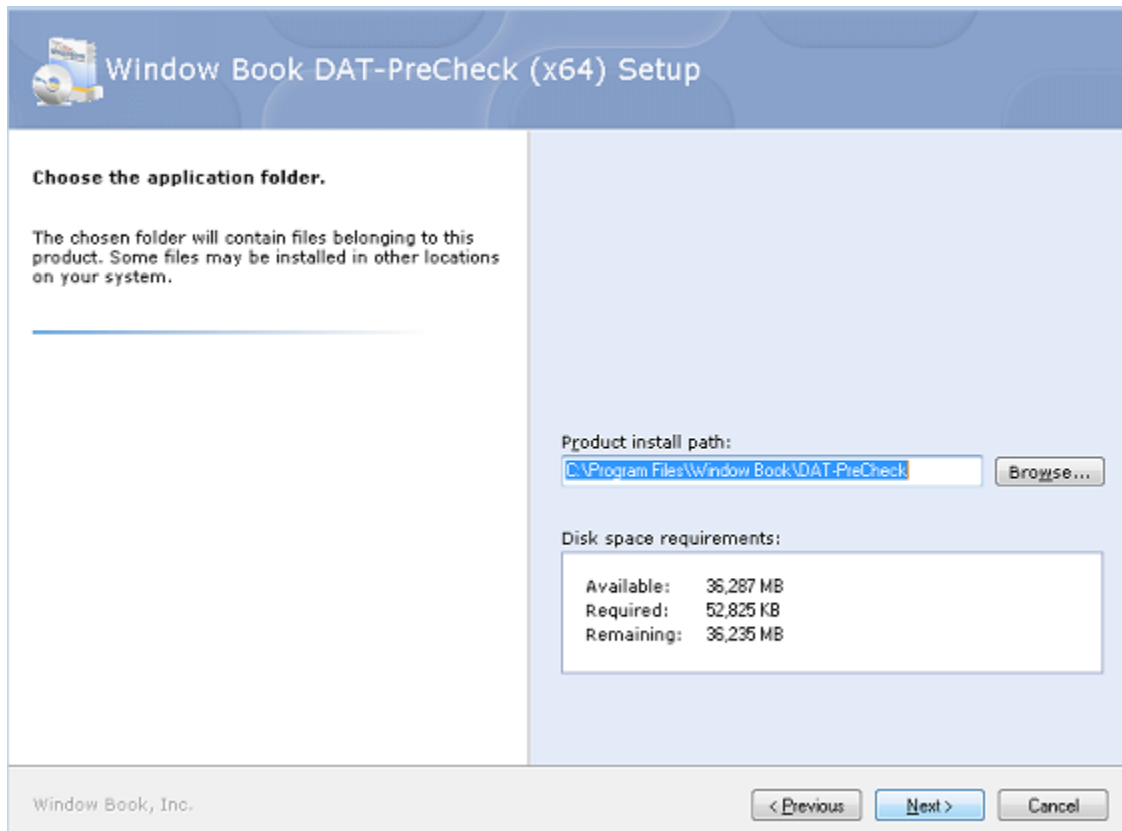 Window Book DAT-PreCheck (x64) Setup
Choose the application folder.
The chosen folder will contain files belonging to this
product. Some files may be installed in other locations
on your system.
Product install path:
C:\Program Files\Window Book\DAT-PreCheck
Browse...
Disk space requirements:
Available: 36,287 MB
Required: 52,825 KB
Remaining: 36,235 MB
Window Book, Inc.
< Previous
Next >
Cancel